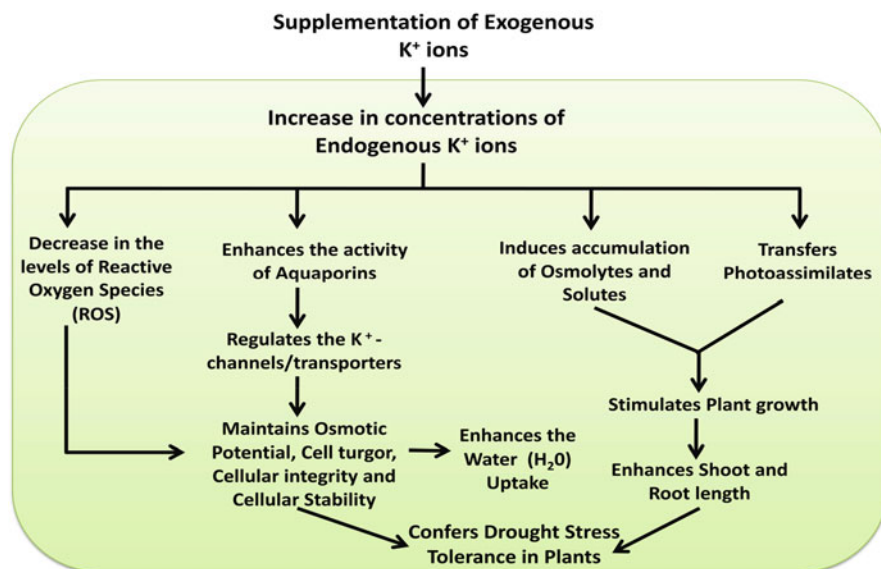 Supplementation of Exogenous
K⁺ ions
Increase in concentrations of
Endogenous K⁺ ions
Decrease in the
levels of Reactive
Oxygen Species
(ROS)
Enhances the activity
of Aquaporins
Induces accumulation
of Osmolytes and
Solutes
Transfers
Photoassimilates
Regulates the K⁺ -
channels/transporters
Stimulates Plant growth
Maintains Osmotic
Potential, Cell turgor,
Cellular integrity and
Cellular Stability
Enhances the
Water (H₂0)
Uptake
Enhances Shoot and
Root length
Confers Drought Stress
Tolerance in Plants